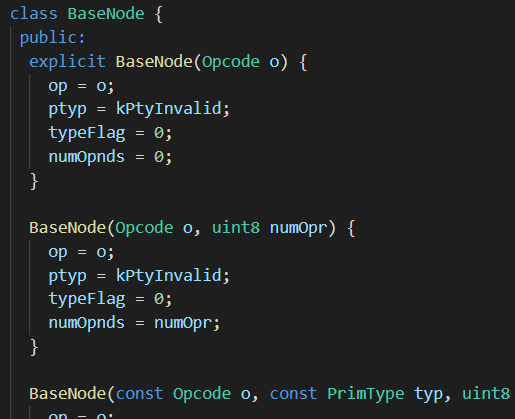 class BaseNode {
 public:
  explicit BaseNode(Opcode o) {
    op = o;
    ptyp = kPtyInvalid;
    typeFlag = 0;
    numOpnds = 0;
  }

  BaseNode(Opcode o, uint8 numOpr) {
    op = o;
    ptyp = kPtyInvalid;
    typeFlag = 0;
    numOpnds = numOpr;
  }

  BaseNode(const Opcode o, const PrimType typ, uint8
    op = o;